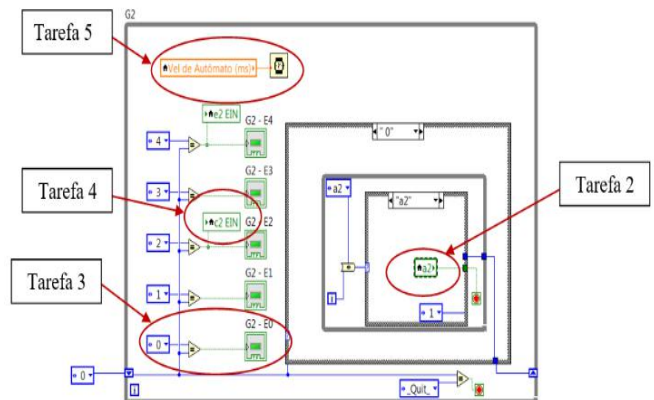 G2
Tarefa 5
Vel de Autómato (ms)
e2 EIN
G2 - E4
4
"0"
G2 - E3
3
a2
"a2"
Tarefa 2
Tarefa 4
c2 EIN
G2 - E2
2
a2
Tarefa 3
G2 - E1
1
i
1
G2 - E0
0
0
_Quit_
i